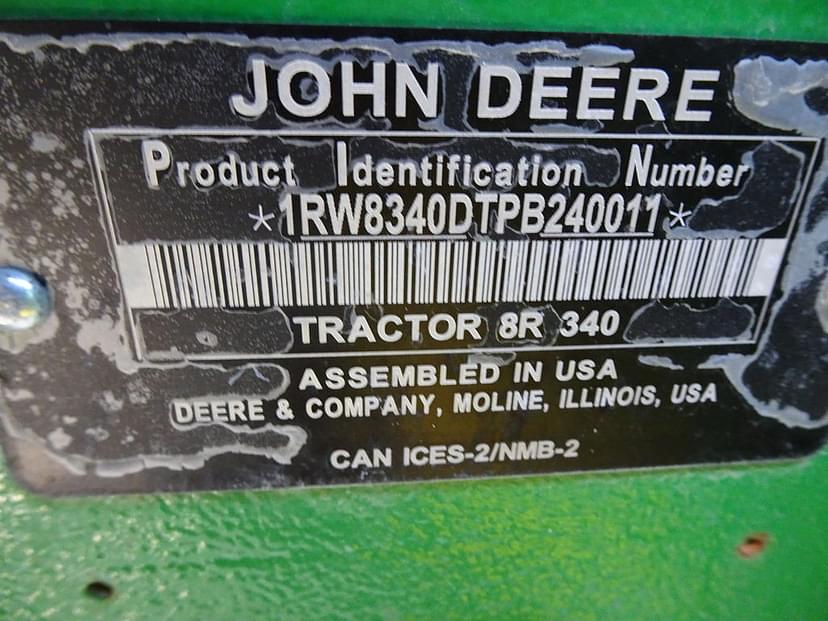 JOHN DEERE
Product Identification Number
*1RW8340DTPB240011*
TRACTOR 8R 340
ASSEMBLED IN USA
DEERE & COMPANY, MOLINE, ILLINOIS, USA
CAN ICES-2/NMB-2